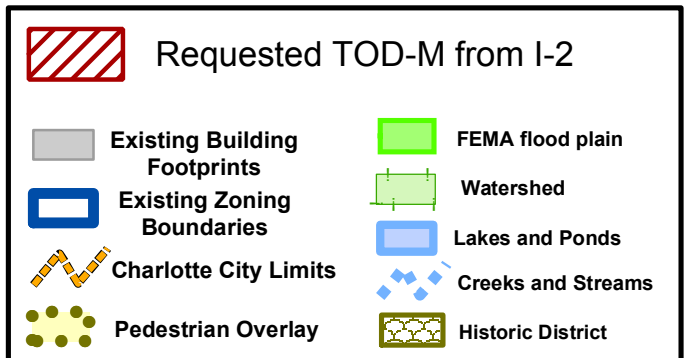 Requested TOD-M from I-2
Existing Building
Footprints
Existing Zoning
Boundaries
Charlotte City Limits
Pedestrian Overlay
FEMA flood plain
Watershed
Lakes and Ponds
Creeks and Streams
Historic District